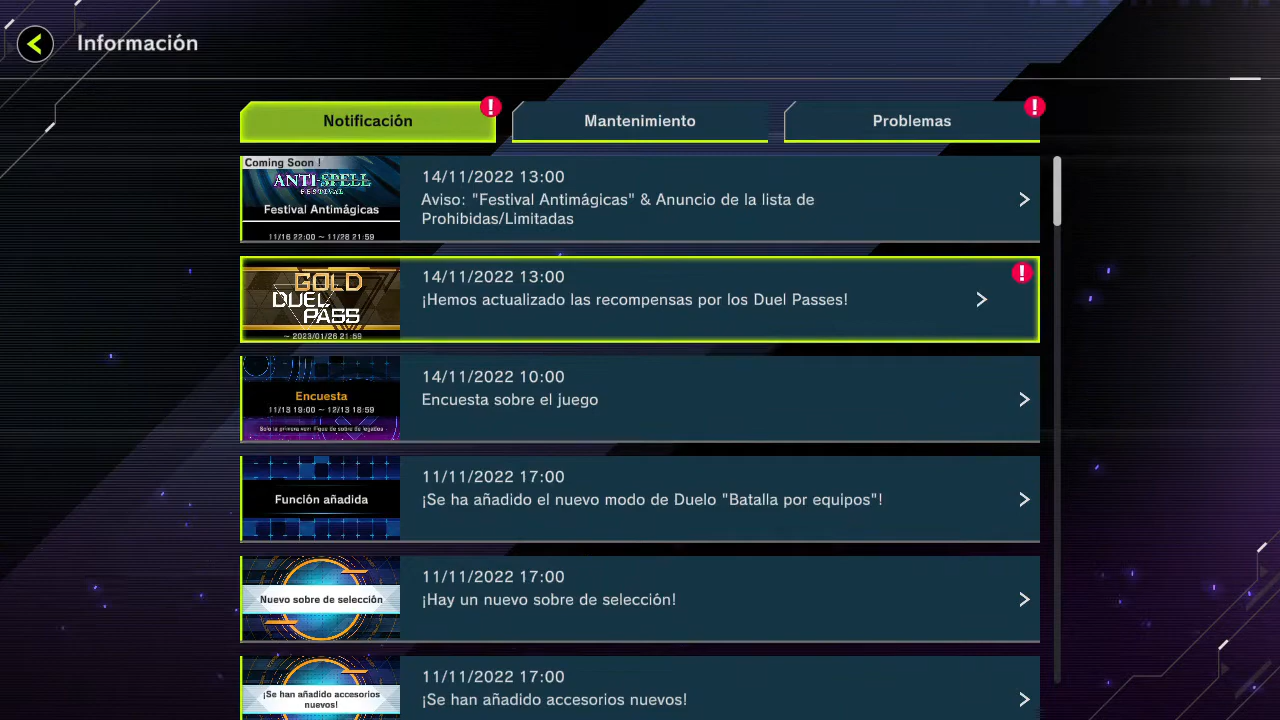 Información
Notificación
!
Mantenimiento
Problemas
!
Coming Soon !
ANTI-SPELL
FESTIVAL
Festival Antimágicas
11/16 22:00 ~ 11/28 21:59
14/11/2022 13:00
Aviso: "Festival Antimágicas" & Anuncio de la lista de
Prohibidas/Limitadas
GOLD
DUEL
PASS
~ 2023/01/26 21:59
14/11/2022 13:00
¡Hemos actualizado las recompensas por los Duel Passes!
!
Encuesta
11/13 19:00 ~ 12/13 18:59
14/11/2022 10:00
Encuesta sobre el juego
Función añadida
11/11/2022 17:00
¡Se ha añadido el nuevo modo de Duelo "Batalla por equipos"!
Nuevo sobre de selección
11/11/2022 17:00
¡Hay un nuevo sobre de selección!
¡Se han añadido accesorios
nuevos!
11/11/2022 17:00
¡Se han añadido accesorios nuevos!